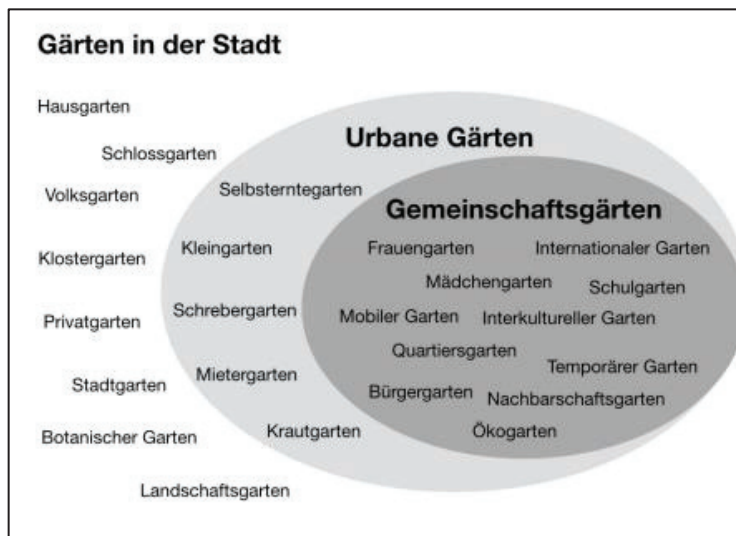 Gärten in der Stadt
Hausgarten
Schlossgarten
Volksgarten
Klostergarten
Privatgarten
Stadtgarten
Botanischer Garten
Landschaftsgarten
Urbane Gärten
Selbsterntegarten
Kleingarten
Schrebergarten
Mietergarten
Krautgarten
Gemeinschaftsgärten
Frauengarten
Internationaler Garten
Mädchengarten
Schulgarten
Mobiler Garten
Interkultureller Garten
Quartiersgarten
Temporärer Garten
Bürgergarten
Nachbarschaftsgarten
Ökogarten